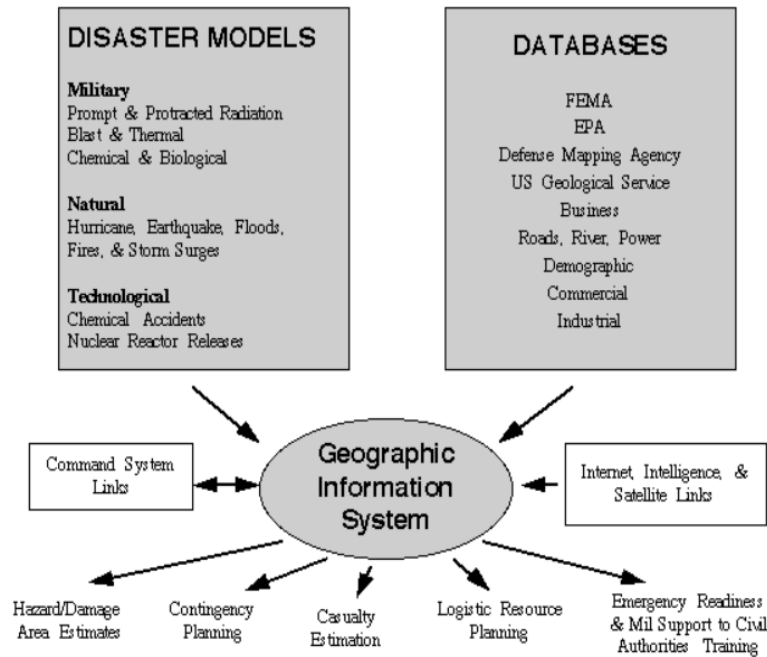 DISASTER MODELS
Military
Prompt & Protracted Radiation
Blast & Thermal
Chemical & Biological
Natural
Hurricane, Earthquake, Floods,
Fires, & Storm Surges
Technological
Chemical Accidents
Nuclear Reactor Releases
DATABASES
FEMA
EPA
Defense Mapping Agency
US Geological Service
Business
Roads, River, Power
Demographic
Commercial
Industrial
Command System
Links
Geographic
Information
System
Internet, Intelligence, &
Satellite Links
Hazard/Damage
Area Estimates
Contingency
Planning
Casualty
Estimation
Logistic Resource
Planning
Emergency Readiness
& Mil Support to Civil
Authorities Training